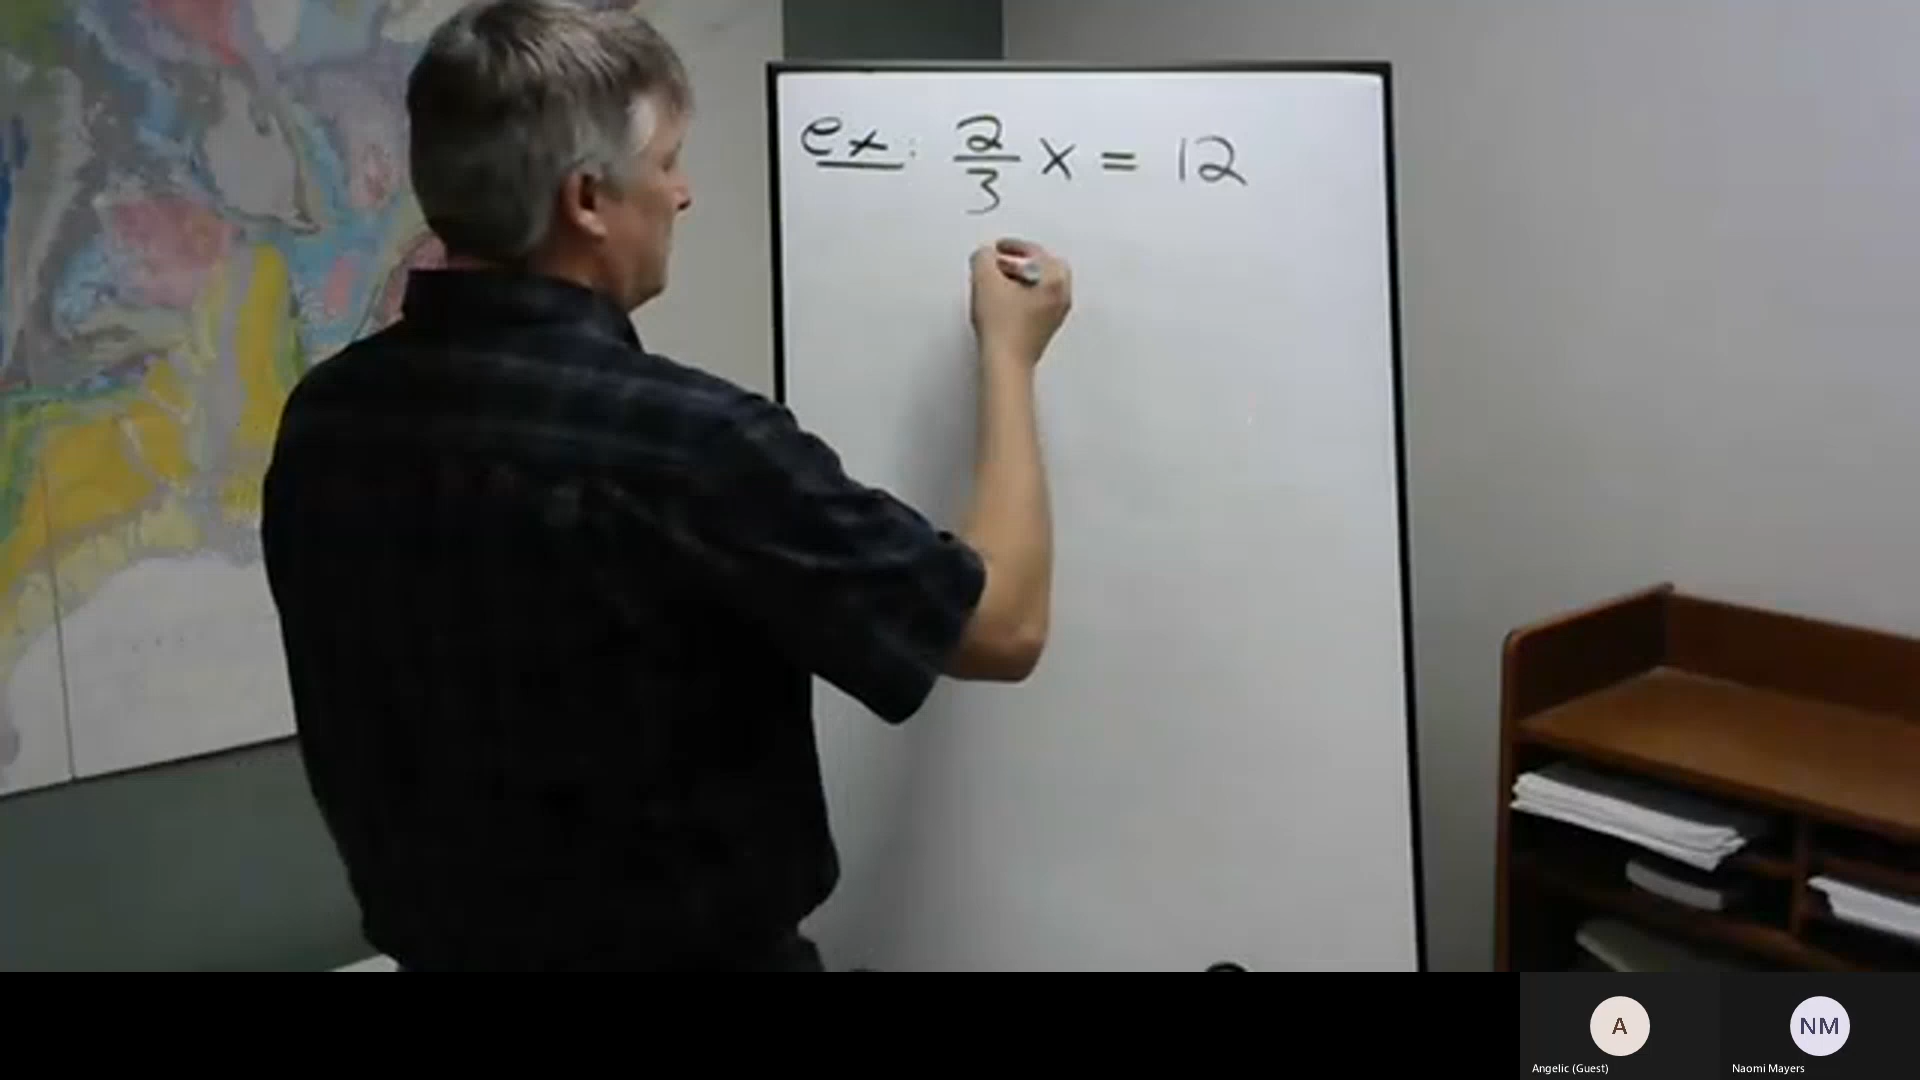 ex: 2/3 x = 12
A
NM
Angelic (Guest)
Naomi Mayers